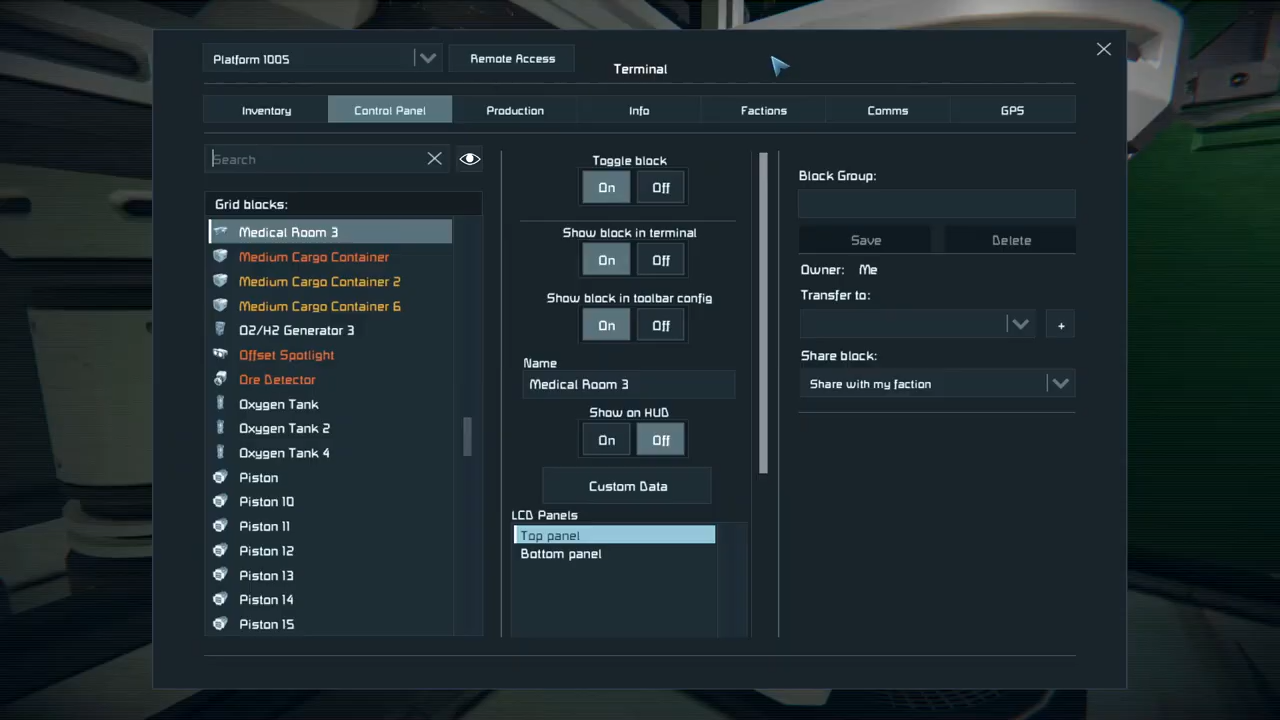 Platform 1005
Remote Access
Terminal
Inventory
Control Panel
Production
Info
Factions
Comms
GPS
Search
Grid blocks:
Medical Room 3
Medium Cargo Container
Medium Cargo Container 2
Medium Cargo Container 6
O2/H2 Generator 3
Offset Spotlight
Ore Detector
Oxygen Tank
Oxygen Tank 2
Oxygen Tank 4
Piston
Piston 10
Piston 11
Piston 12
Piston 13
Piston 14
Piston 15
Toggle block
On Off
Show block in terminal
On Off
Show block in toolbar config
On Off
Name
Medical Room 3
Show on HUD
On Off
Custom Data
LCD Panels
Top panel
Bottom panel
Block Group:
Save Delete
Owner: Me
Transfer to:
+
Share block:
Share with my faction